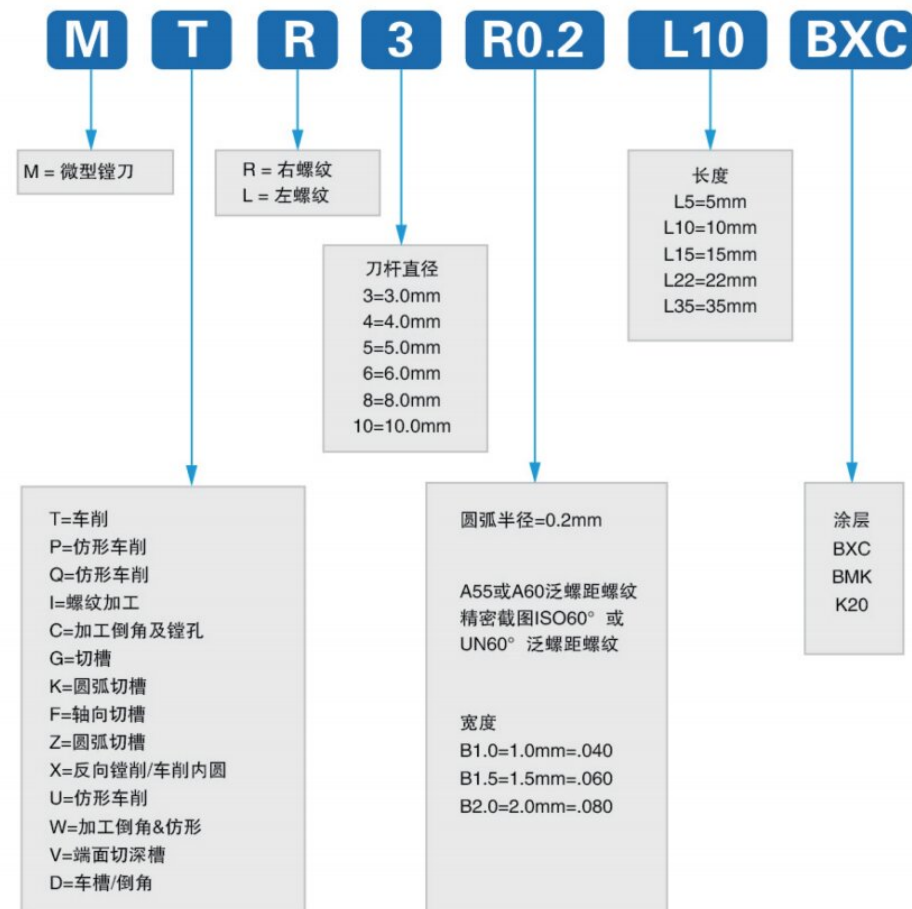 M T R 3 R0.2 L10 BXC
M = 微型镗刀
R = 右螺纹
L = 左螺纹
刀杆直径
3=3.0mm
4=4.0mm
5=5.0mm
6=6.0mm
8=8.0mm
10=10.0mm
长度
L5=5mm
L10=10mm
L15=15mm
L22=22mm
L35=35mm
T=车削
P=仿形车削
Q=仿形车削
I=螺纹加工
C=加工倒角及镗孔
G=切槽
K=圆弧切槽
F=轴向切槽
Z=圆弧切槽
X=反向镗削/车削内圆
U=仿形车削
W=加工倒角&仿形
V=端面切深槽
D=车槽/倒角
圆弧半径=0.2mm
A55或A60泛螺距螺纹
精密截图ISO60° 或
UN60° 泛螺距螺纹
宽度
B1.0=1.0mm=.040
B1.5=1.5mm=.060
B2.0=2.0mm=.080
涂层
BXC
BMK
K20